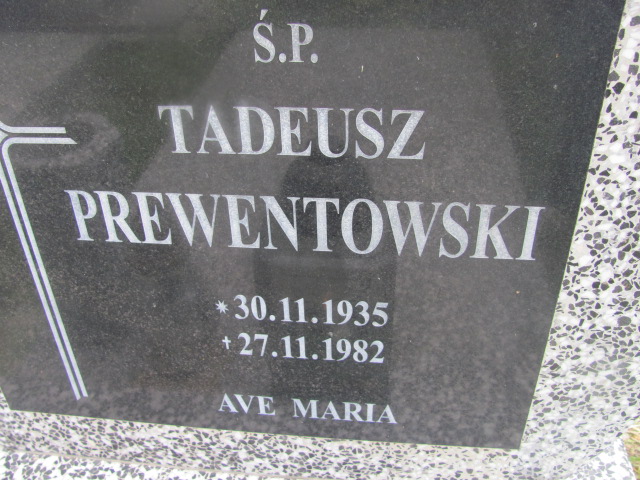 Ś.P.
TADEUSZ
PREWENTOWSKI
*30.11.1935
†27.11.1982
AVE MARIA